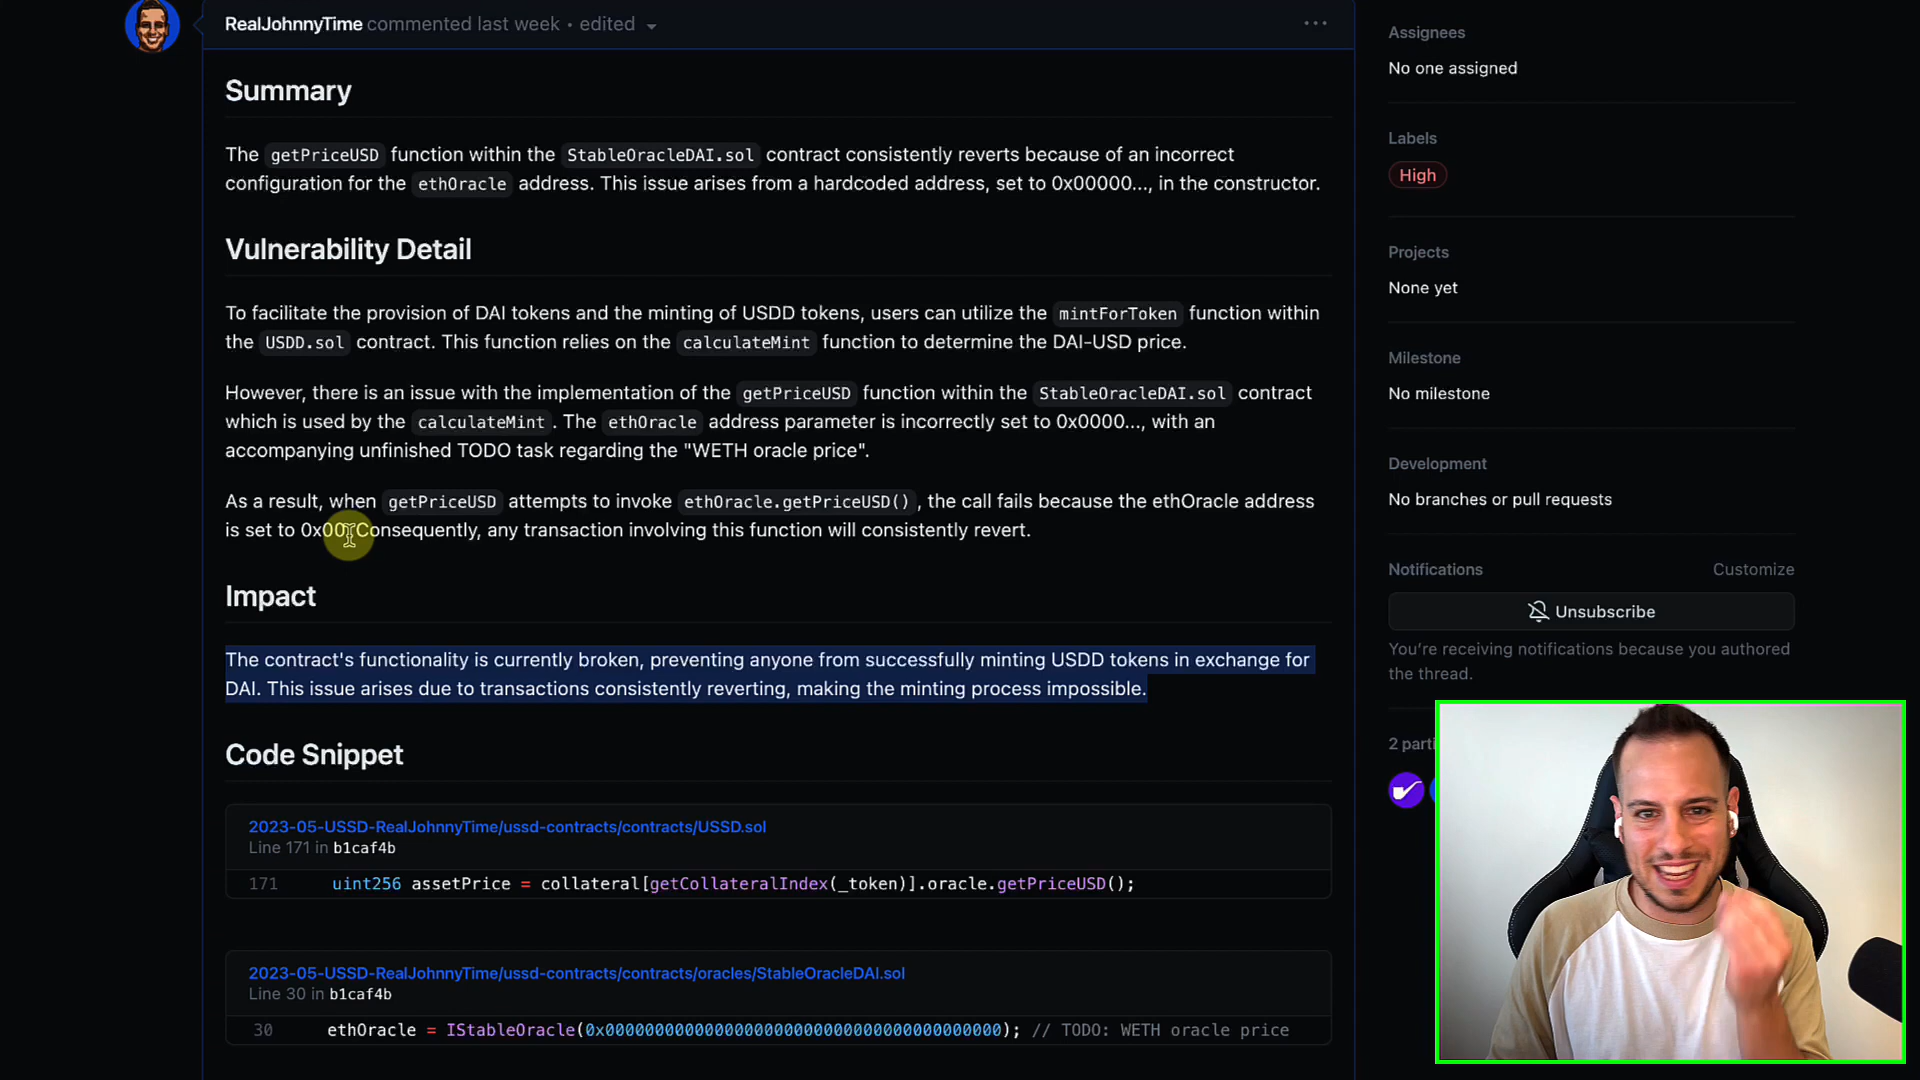 RealJohnnyTime commented last week • edited
Summary
The getPriceUSD function within the StableOracleDAI.sol contract consistently reverts because of an incorrect
configuration for the ethOracle address. This issue arises from a hardcoded address, set to 0x00000..., in the constructor.
Vulnerability Detail
To facilitate the provision of DAI tokens and the minting of USDD tokens, users can utilize the mintForToken function within
the USDD.sol contract. This function relies on the calculateMint function to determine the DAI-USD price.
However, there is an issue with the implementation of the getPriceUSD function within the StableOracleDAI.sol contract
which is used by the calculateMint. The ethOracle address parameter is incorrectly set to 0x0000..., with an
accompanying unfinished TODO task regarding the "WETH oracle price".
As a result, when getPriceUSD attempts to invoke ethOracle.getPriceUSD(), the call fails because the ethOracle address
is set to 0x00. Consequently, any transaction involving this function will consistently revert.
Impact
The contract's functionality is currently broken, preventing anyone from successfully minting USDD tokens in exchange for
DAI. This issue arises due to transactions consistently reverting, making the minting process impossible.
Code Snippet
2023-05-USSD-RealJohnnyTime/ussd-contracts/contracts/USSD.sol
Line 171 in b1caf4b
171 uint256 assetPrice = collateral[getCollateralIndex(_token)].oracle.getPriceUSD();
2023-05-USSD-RealJohnnyTime/ussd-contracts/contracts/oracles/StableOracleDAI.sol
Line 30 in b1caf4b
30 ethOracle = IStableOracle(0x0000000000000000000000000000000000000000); // TODO: WETH oracle price
Assignees
No one assigned
Labels
High
Projects
None yet
Milestone
No milestone
Development
No branches or pull requests
Notifications Customize
Unsubscribe
You're receiving notifications because you authored
the thread.
2 parti